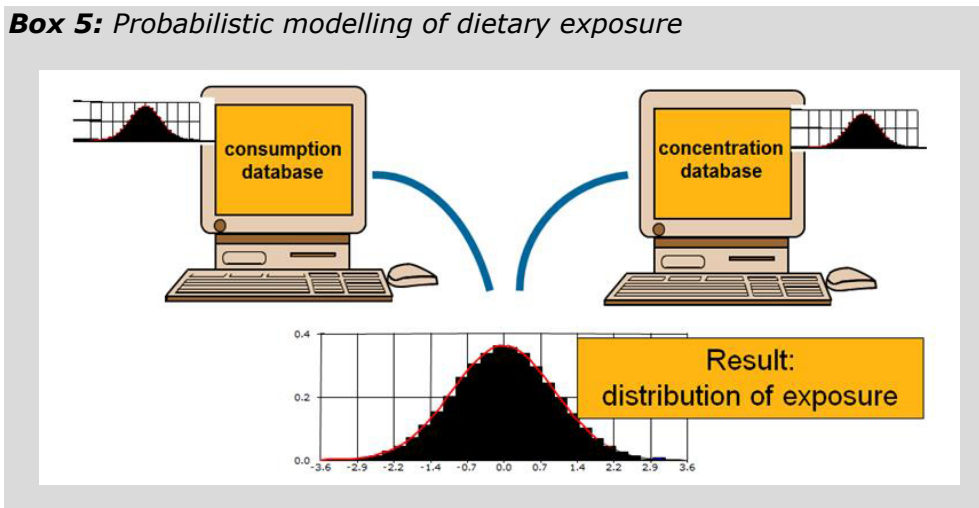 Box 5: Probabilistic modelling of dietary exposure
consumption
database
concentration
database
0.4
0.2
0.0
-3.6 -2.9 -2.2 -1.4 -0.7 0.0 0.7 1.4 2.2 2.9 3.6
Result:
distribution of exposure